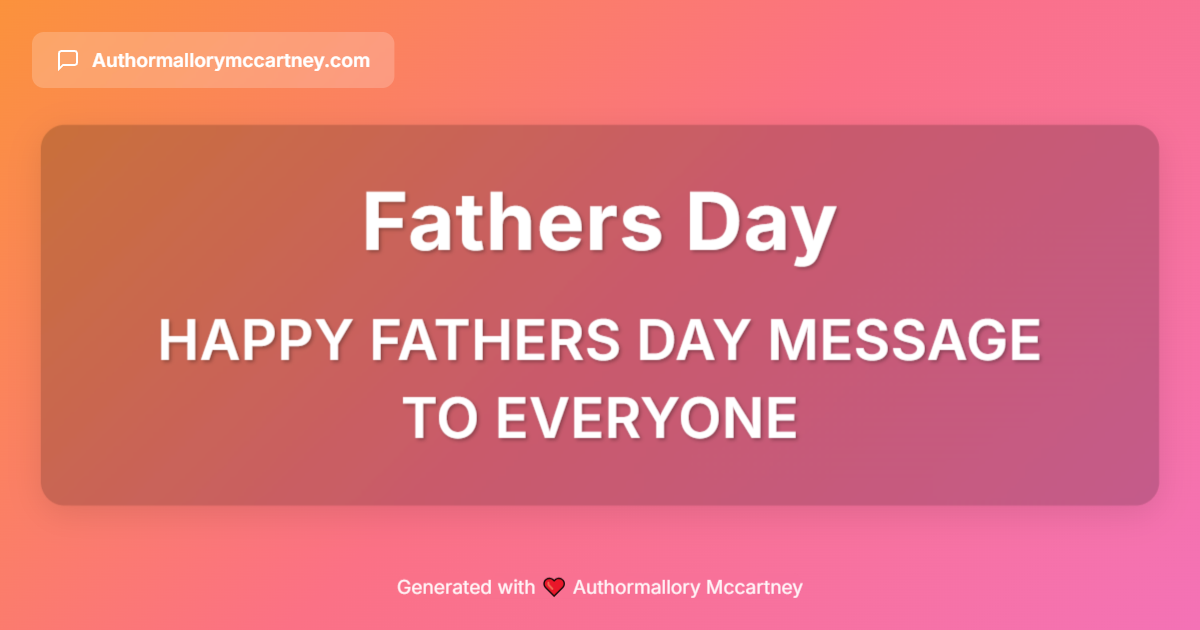 Authormallorymccartney.com
Fathers Day
HAPPY FATHERS DAY MESSAGE
TO EVERYONE
Generated with ❤️ Authormallory Mccartney